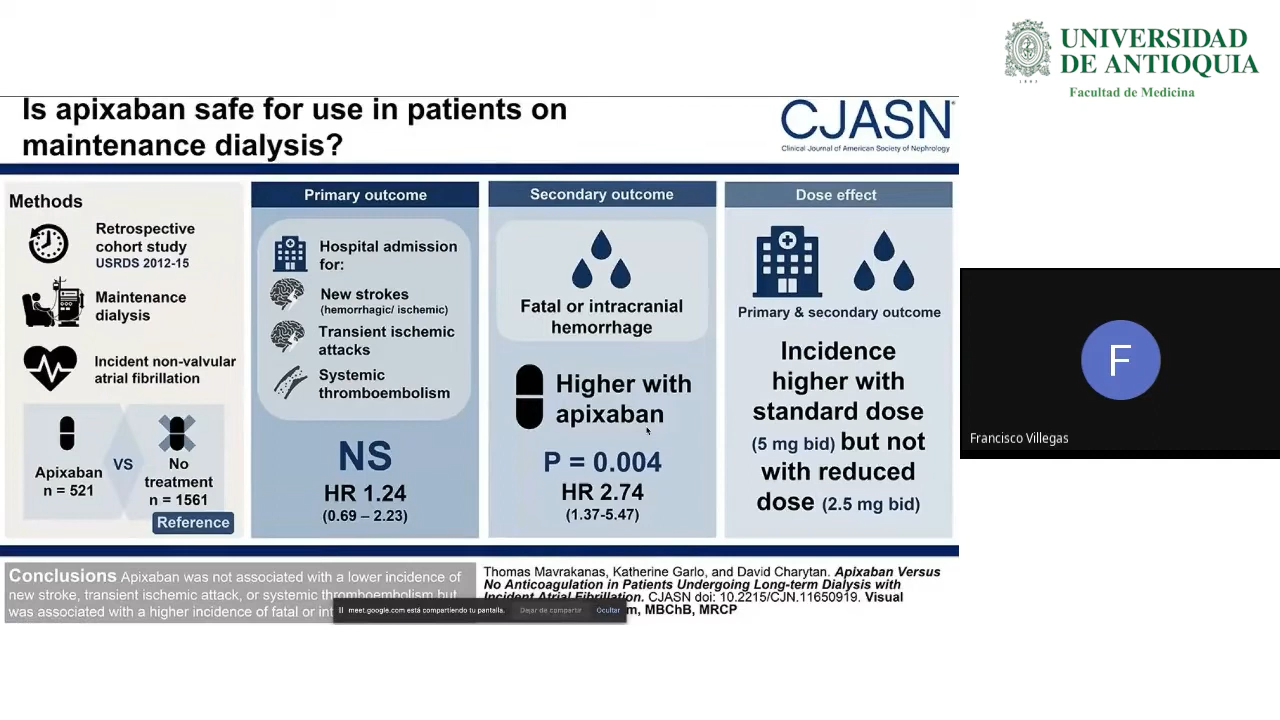 UNIVERSIDAD
DE ANTIOQUIA
1803
Facultad de Medicina
Is apixaban safe for use in patients on
maintenance dialysis?
CJASN
Clinical Journal of American Society of Nephrology
Methods
Retrospective
cohort study
USRDS 2012-15
Maintenance
dialysis
Incident non-valvular
atrial fibrillation
Apixaban
n = 521
VS
No
treatment
n = 1561
Reference
Primary outcome
Hospital admission
for:
New strokes
(hemorrhagic/ ischemic)
Transient ischemic
attacks
Systemic
thromboembolism
NS
HR 1.24
(0.69 – 2.23)
Secondary outcome
Fatal or intracranial
hemorrhage
Higher with
apixaban
P = 0.004
HR 2.74
(1.37-5.47)
Dose effect
Primary & secondary outcome
Incidence
higher with
standard dose
(5 mg bid) but not
with reduced
dose (2.5 mg bid)
Conclusions Apixaban was not associated with a lower incidence of
new stroke, transient ischemic attack, or systemic thromboembolism but
was associated with a higher incidence of fatal or
Thomas Mavrakanas, Katherine Garlo, and David Charytan. Apixaban Versus
No Anticoagulation in Patients Undergoing Long-term Dialysis with
Incident Atrial Fibrillation. CJASN doi: 10.2215/CJN.11650919. Visual
MBChB, MRCP
meet.google.com está compartiendo tu pantalla.
Dejar de compartir
Ocultar
F
Francisco Villegas